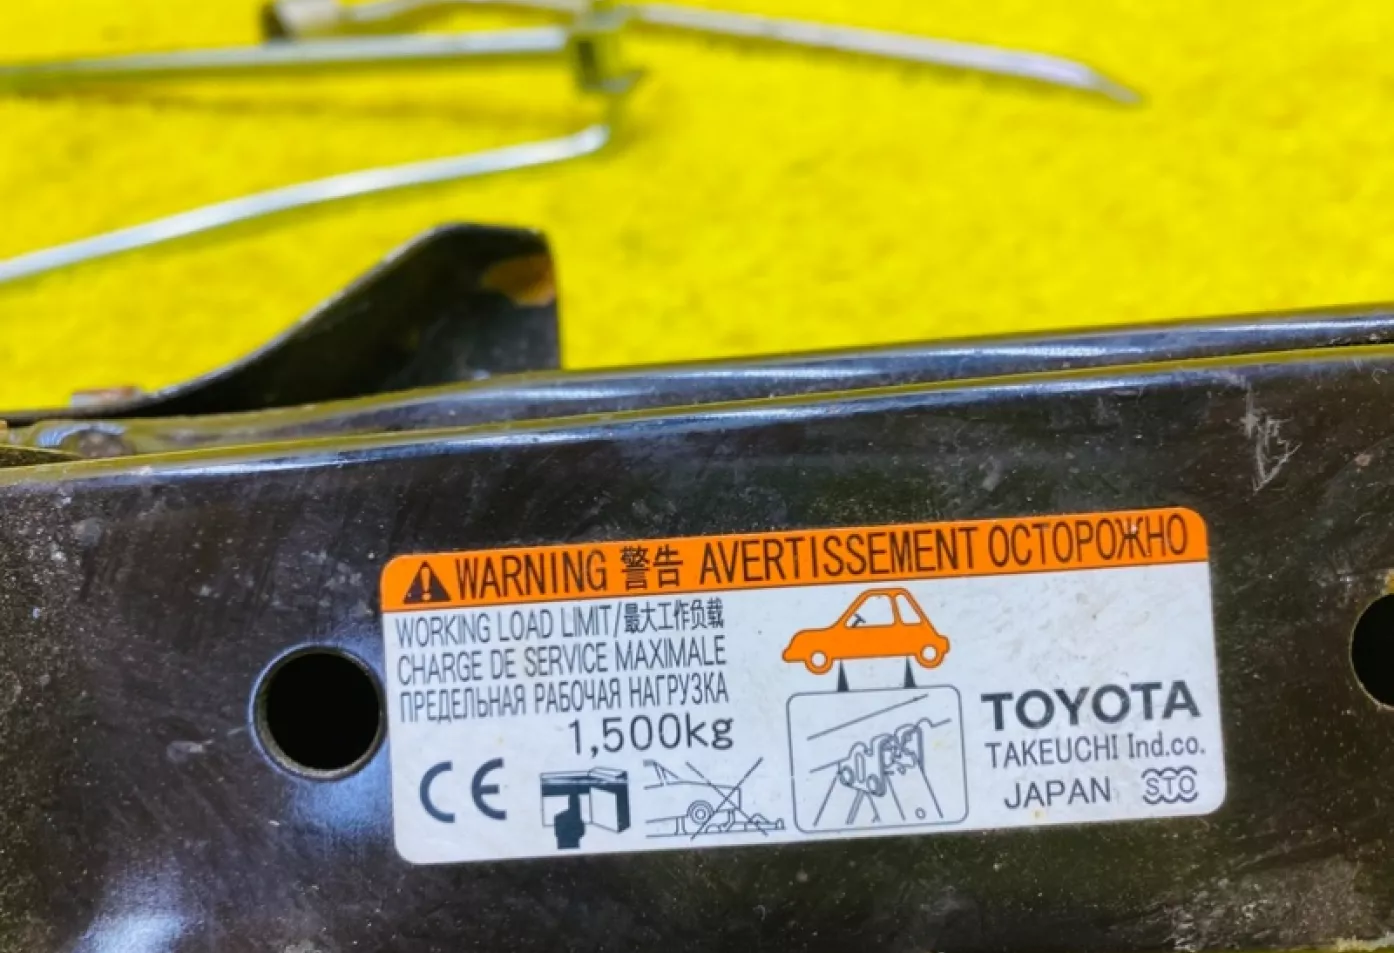 WARNING 警告 AVERTISSEMENT ОСТОРОЖНО
WORKING LOAD LIMIT/最大工作负载
CHARGE DE SERVICE MAXIMALE
ПРЕДЕЛЬНАЯ РАБОЧАЯ НАГРУЗКА
1,500kg
CE
TOYOTA
TAKEUCHI Ind.co.
JAPAN STO